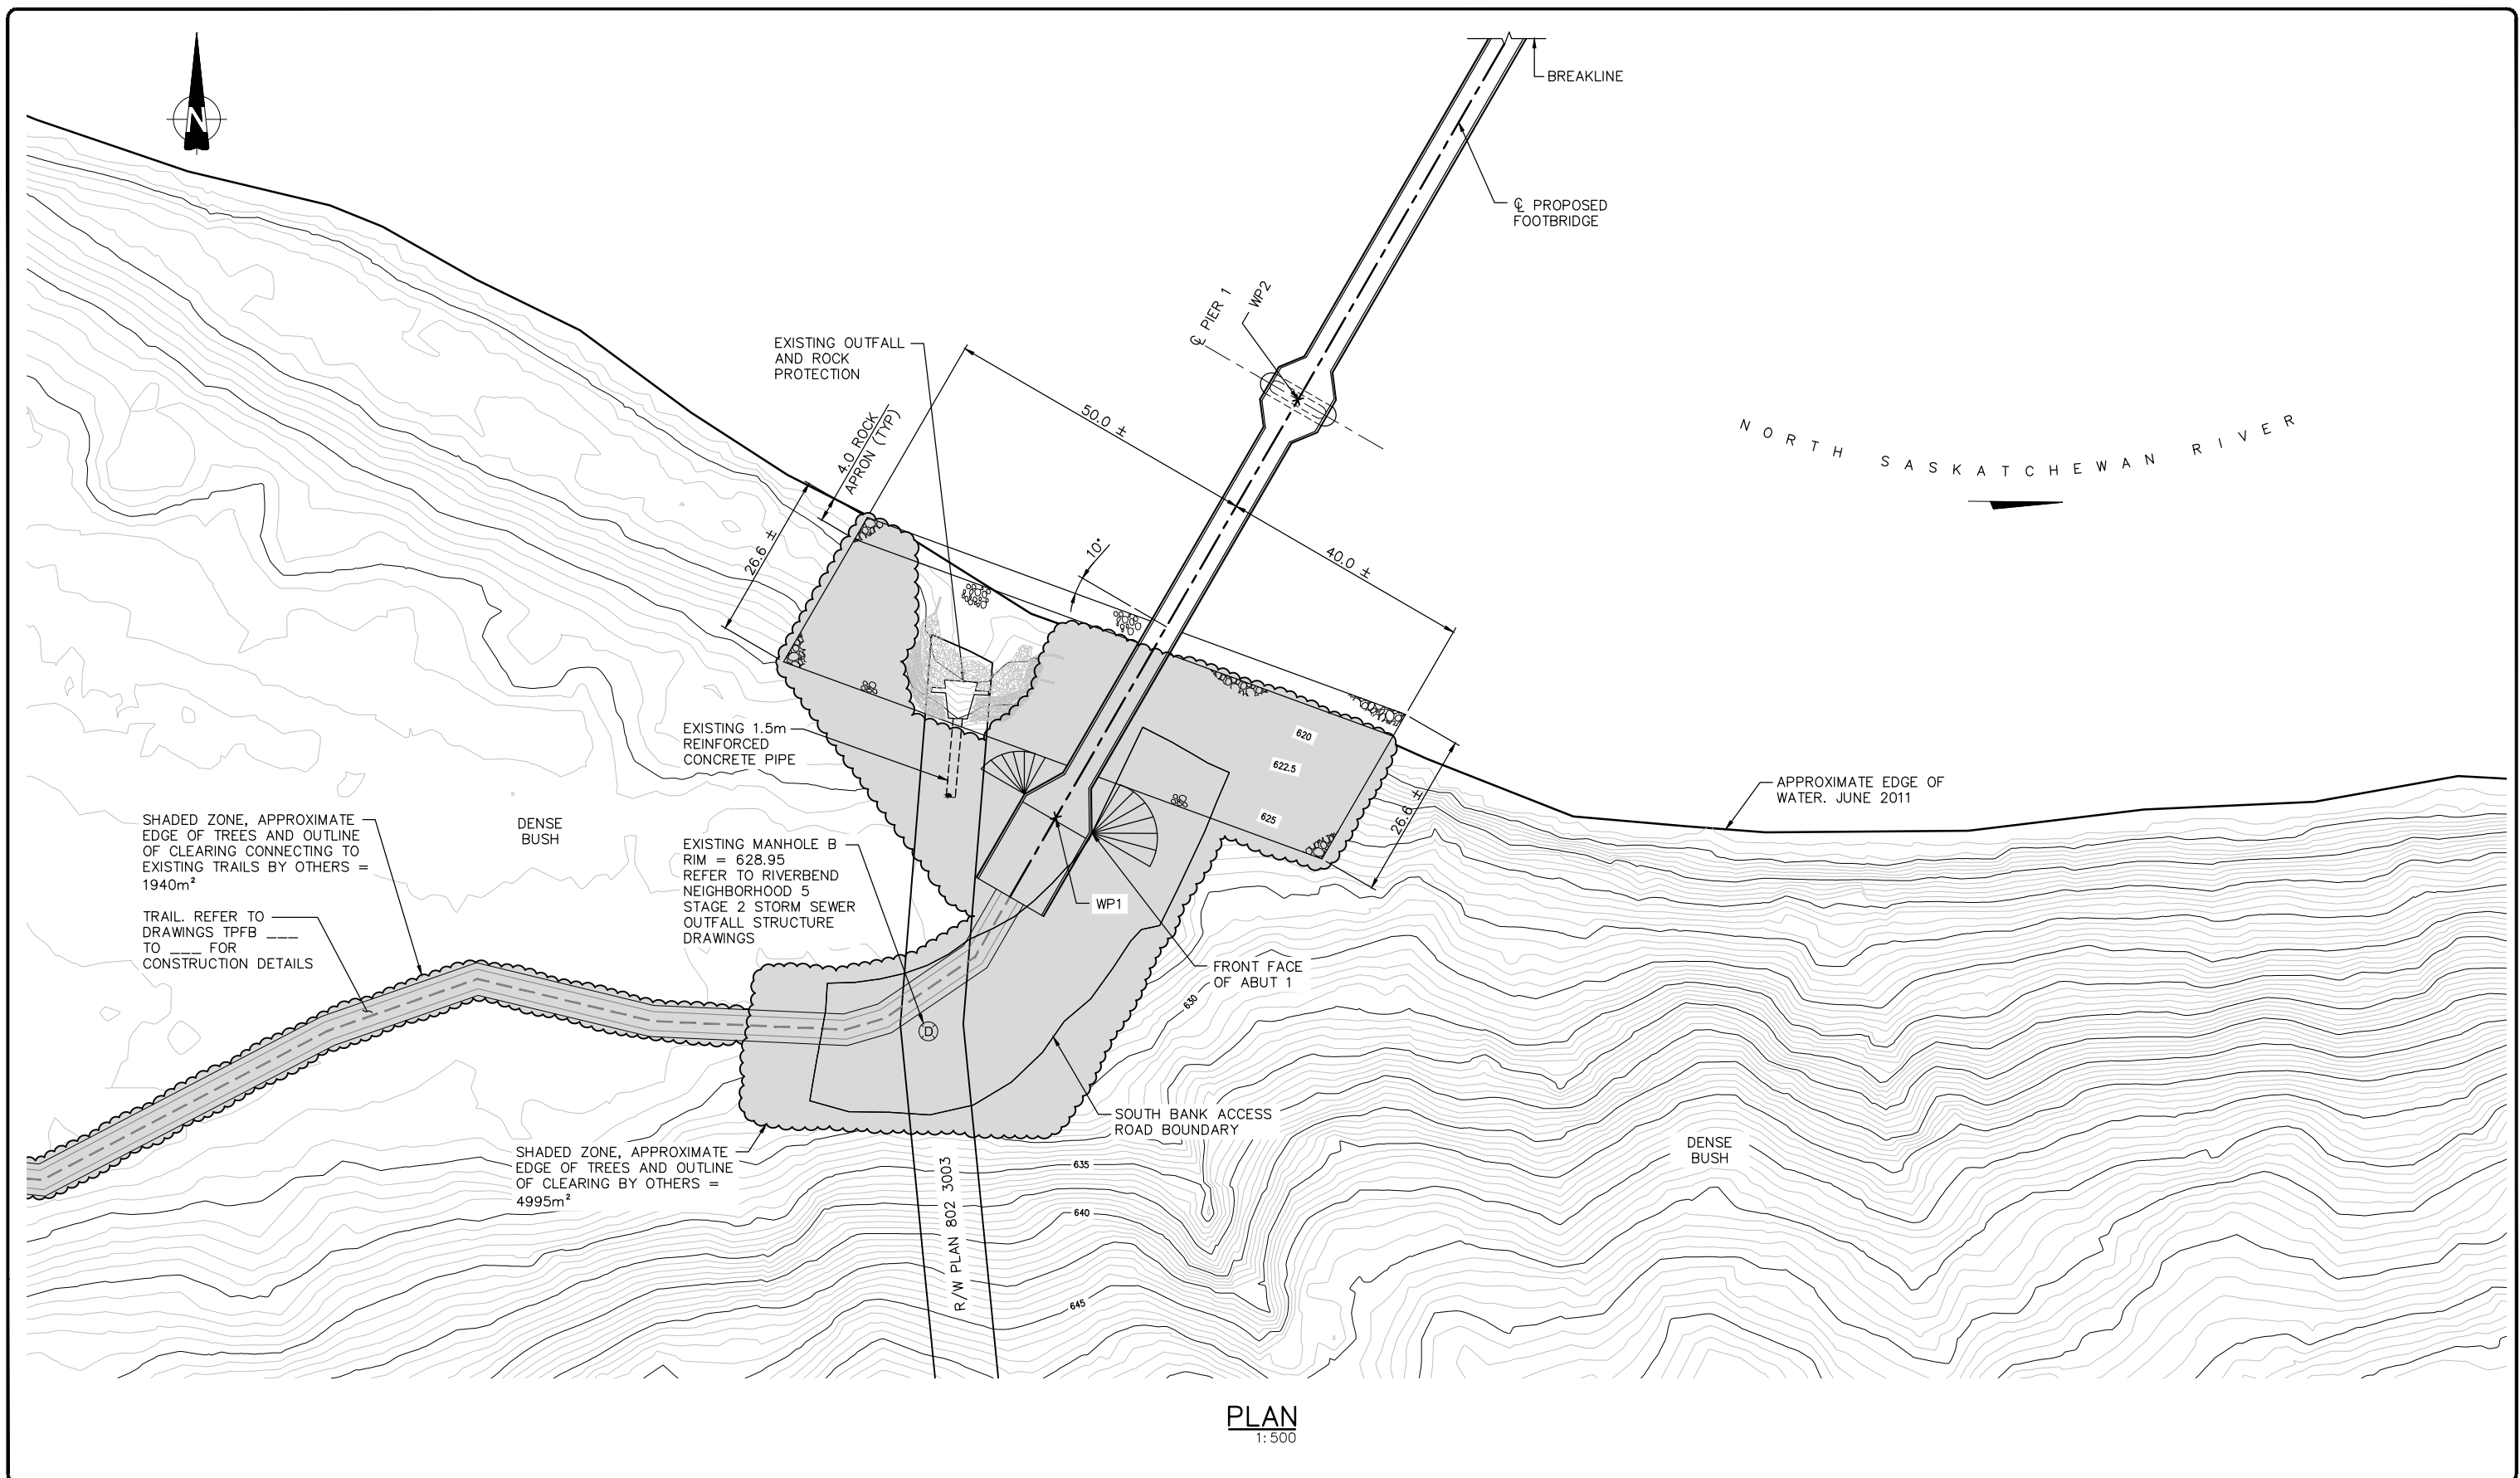 N
BREAKLINE
℄ PROPOSED
FOOTBRIDGE
℄ PIER 1
WP2
EXISTING OUTFALL
AND ROCK
PROTECTION
50.0 ±
4.0 ROCK
APRON (TYP)
26.6 ±
10°
40.0 ±
NORTH SASKATCHEWAN RIVER
EXISTING 1.5m
REINFORCED
CONCRETE PIPE
620
622.5
625
26.6 ±
APPROXIMATE EDGE OF
WATER. JUNE 2011
SHADED ZONE, APPROXIMATE
EDGE OF TREES AND OUTLINE
OF CLEARING CONNECTING TO
EXISTING TRAILS BY OTHERS =
1940m²
DENSE
BUSH
EXISTING MANHOLE B
RIM = 628.95
REFER TO RIVERBEND
NEIGHBORHOOD 5
STAGE 2 STORM SEWER
OUTFALL STRUCTURE
DRAWINGS
WP1
TRAIL. REFER TO
DRAWINGS TPFB ___
TO ___ FOR
CONSTRUCTION DETAILS
FRONT FACE
OF ABUT 1
630
D
SOUTH BANK ACCESS
ROAD BOUNDARY
SHADED ZONE, APPROXIMATE
EDGE OF TREES AND OUTLINE
OF CLEARING BY OTHERS =
4995m²
DENSE
BUSH
635
640
645
R/W PLAN 802 3003
PLAN
1:500